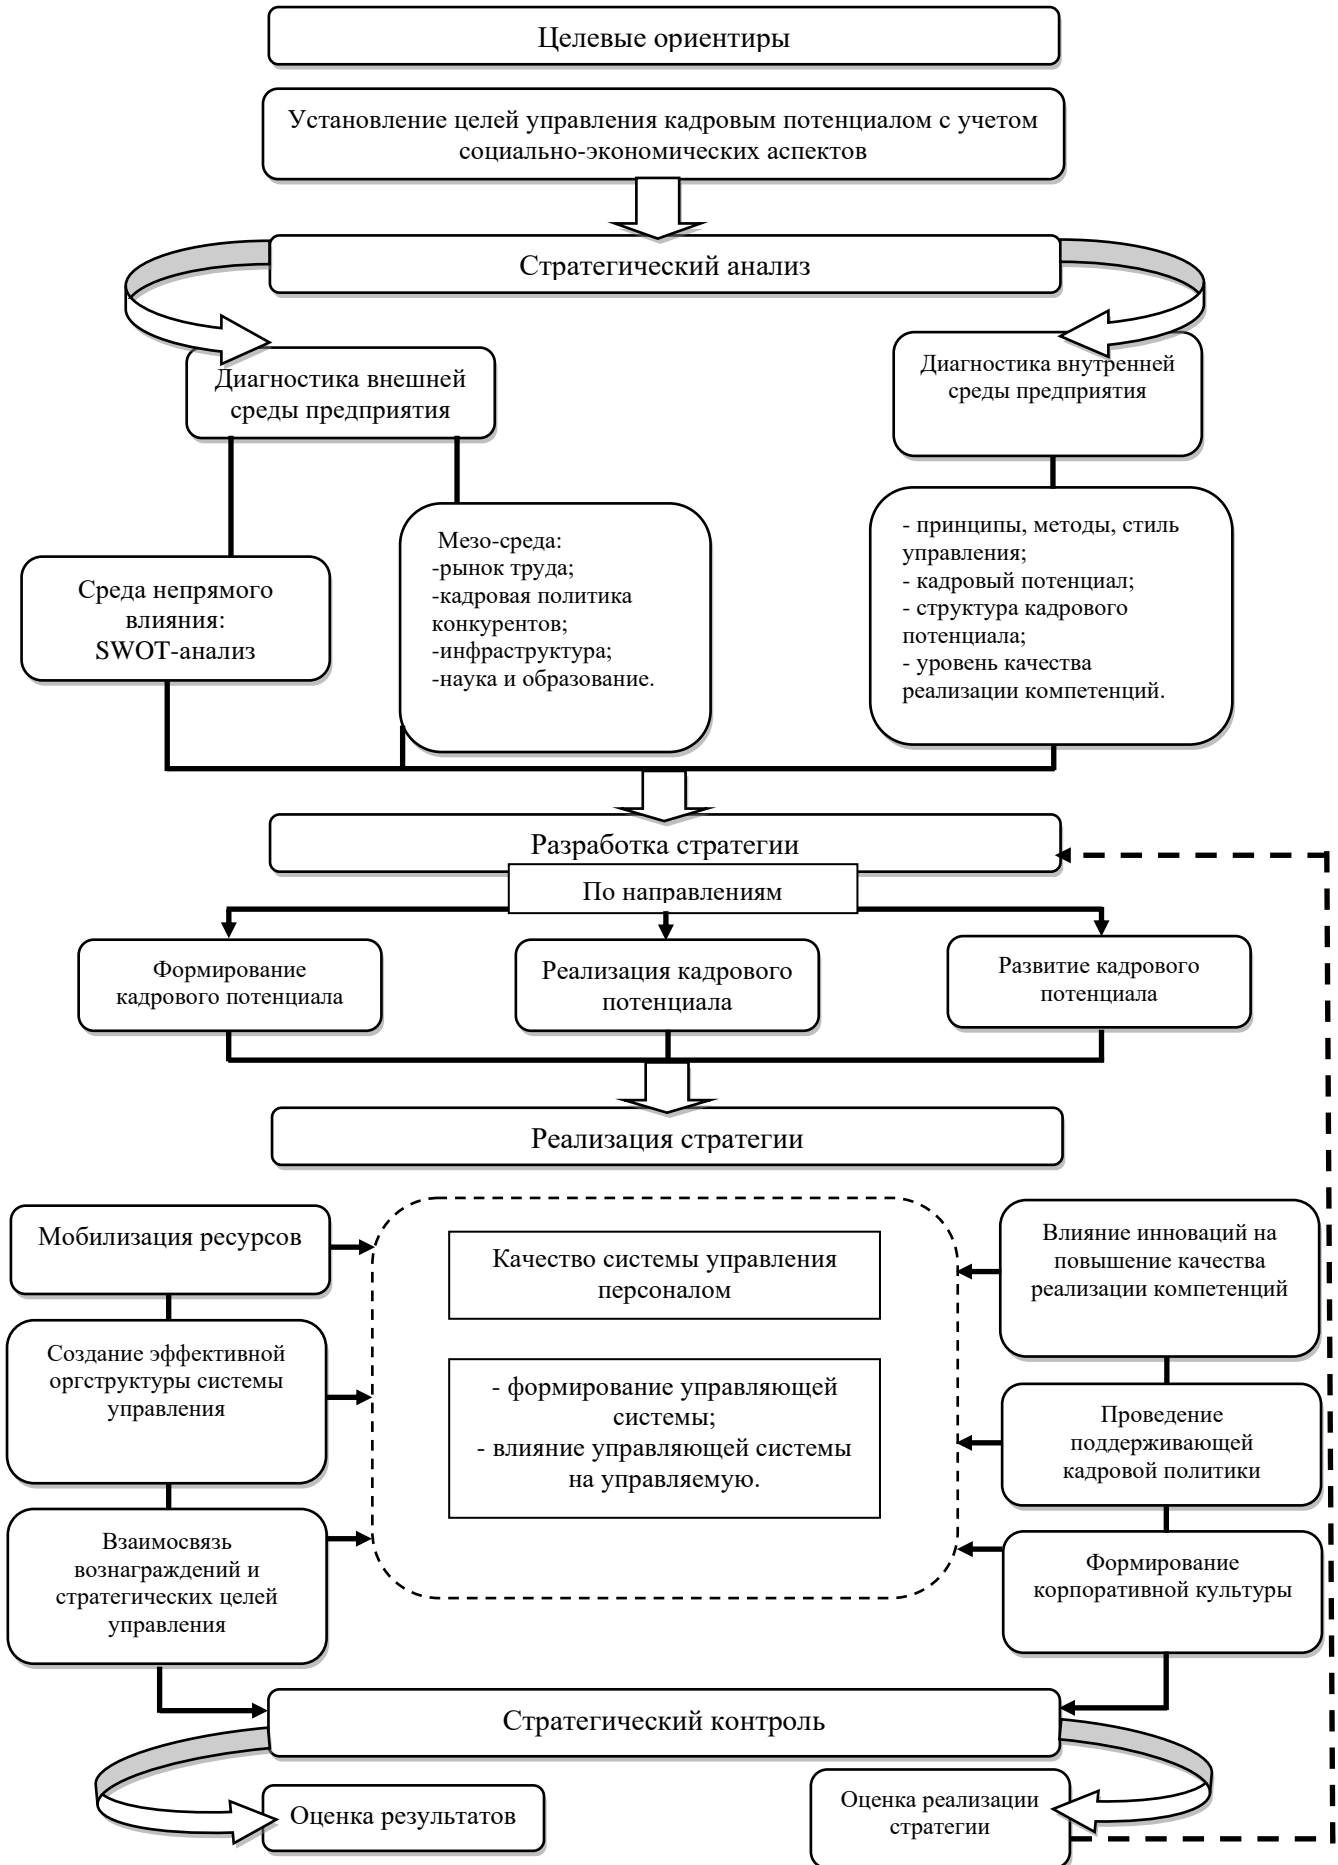 Целевые ориентиры
Установление целей управления кадровым потенциалом с учетом
социально-экономических аспектов
Стратегический анализ
Диагностика внешней
среды предприятия
Диагностика внутренней
среды предприятия
Среда непрямого
влияния:
SWOT-анализ
Мезо-среда:
-рынок труда;
-кадровая политика
конкурентов;
-инфраструктура;
-наука и образование.
- принципы, методы, стиль
управления;
- кадровый потенциал;
- структура кадрового
потенциала;
- уровень качества
реализации компетенций.
Разработка стратегии
По направлениям
Формирование
кадрового потенциала
Реализация кадрового
потенциала
Развитие кадрового
потенциала
Реализация стратегии
Мобилизация ресурсов
Создание эффективной
оргструктуры системы
управления
Взаимосвязь
вознаграждений и
стратегических целей
управления
Качество системы управления
персоналом
- формирование управляющей
системы;
- влияние управляющей системы
на управляемую.
Влияние инноваций на
повышение качества
реализации компетенций
Проведение
поддерживающей
кадровой политики
Формирование
корпоративной культуры
Стратегический контроль
Оценка результатов
Оценка реализации
стратегии